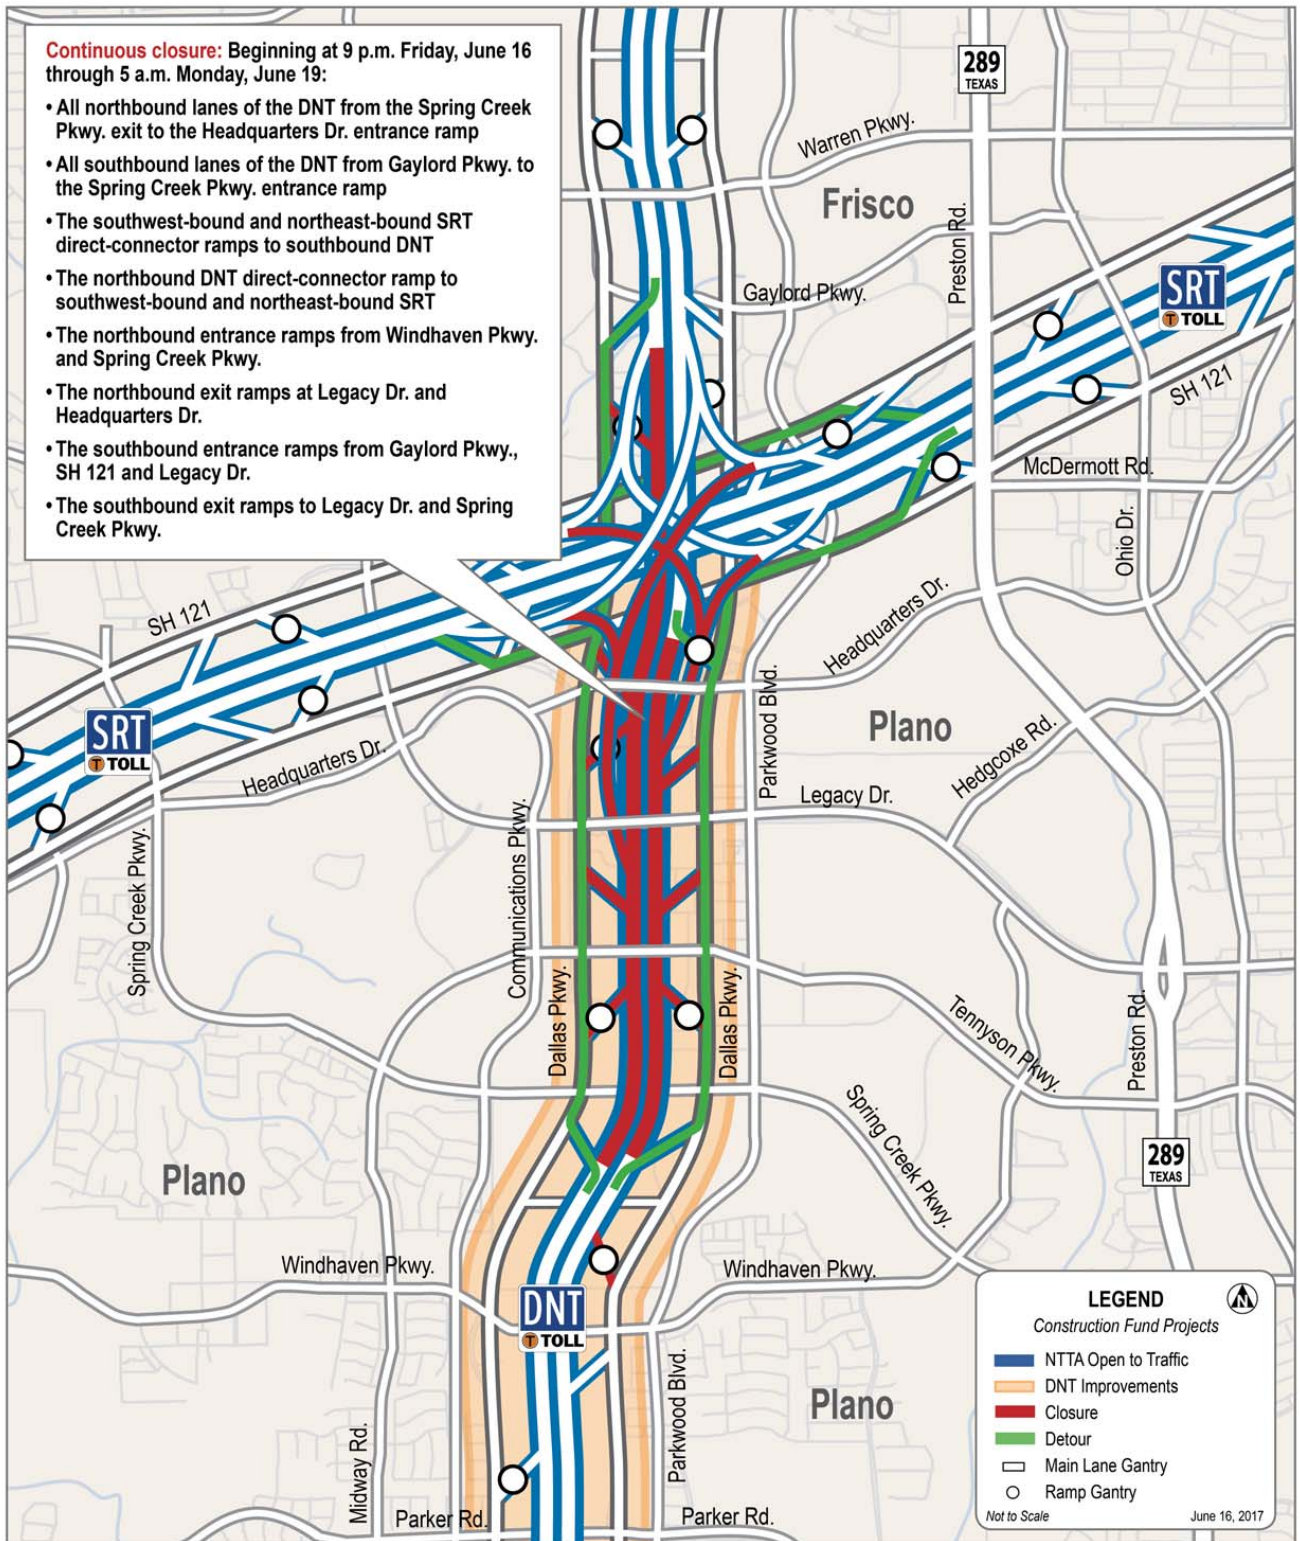 Continuous closure: Beginning at 9 p.m. Friday, June 16
through 5 a.m. Monday, June 19:
• All northbound lanes of the DNT from the Spring Creek
Pkwy. exit to the Headquarters Dr. entrance ramp
• All southbound lanes of the DNT from Gaylord Pkwy. to
the Spring Creek Pkwy. entrance ramp
• The southwest-bound and northeast-bound SRT
direct-connector ramps to southbound DNT
• The northbound DNT direct-connector ramp to
southwest-bound and northeast-bound SRT
• The northbound entrance ramps from Windhaven Pkwy.
and Spring Creek Pkwy.
• The northbound exit ramps at Legacy Dr. and
Headquarters Dr.
• The southbound entrance ramps from Gaylord Pkwy.,
SH 121 and Legacy Dr.
• The southbound exit ramps to Legacy Dr. and Spring
Creek Pkwy.
289
TEXAS
Warren Pkwy.
Frisco
Preston Rd.
Gaylord Pkwy.
SRT
T TOLL
SH 121
McDermott Rd.
Ohio Dr.
SH 121
Headquarters Dr.
Parkwood Blvd.
Plano
SRT
T TOLL
Headquarters Dr.
Hedgcoxe Rd.
Legacy Dr.
Spring Creek Pkwy.
Communications Pkwy.
Dallas Pkwy.
Dallas Pkwy.
Tennyson Pkwy.
Preston Rd.
Spring Creek Pkwy.
289
TEXAS
Plano
Windhaven Pkwy.
Windhaven Pkwy.
DNT
T TOLL
Parkwood Blvd.
Plano
Midway Rd.
Parker Rd.
Parker Rd.
LEGEND
N
Construction Fund Projects
NTTA Open to Traffic
DNT Improvements
Closure
Detour
Main Lane Gantry
Ramp Gantry
Not to Scale
June 16, 2017